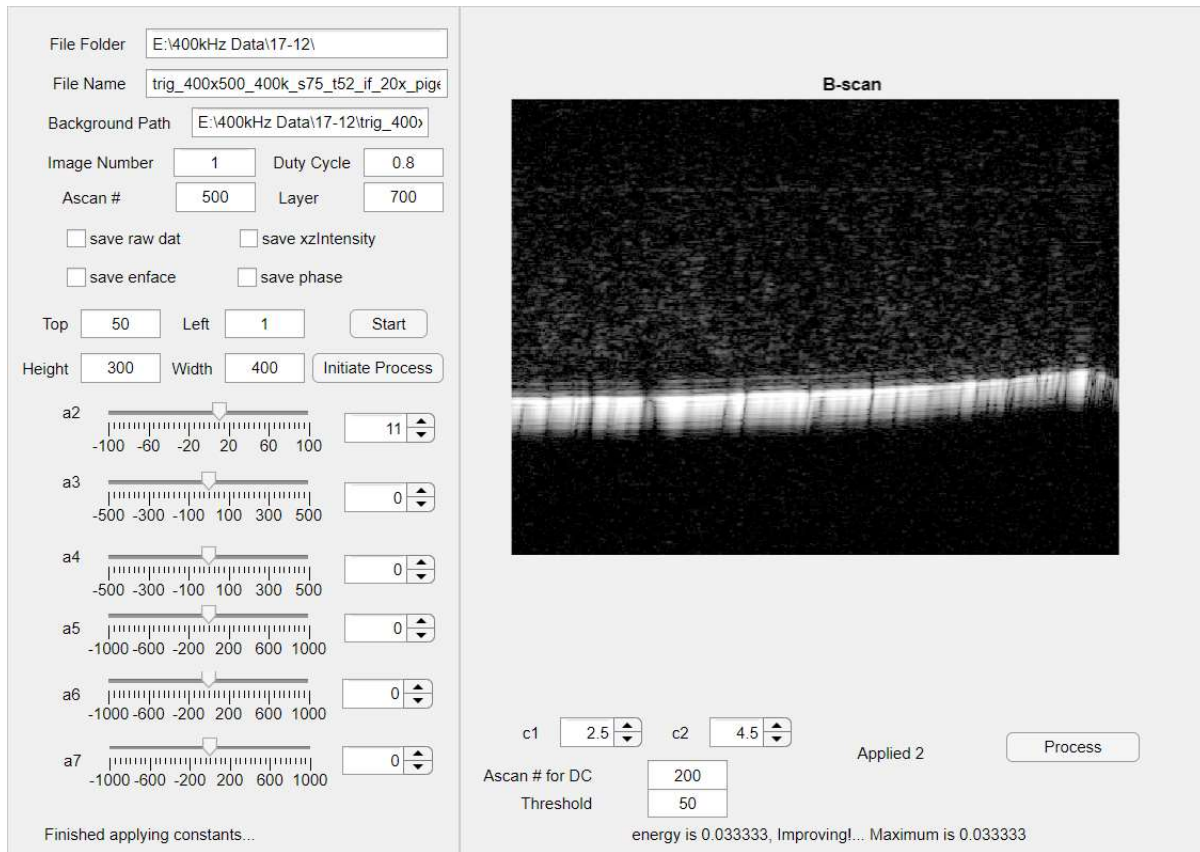 File Folder E:\400kHz Data\17-12\
File Name trig_400x500_400k_s75_t52_if_20x_pige
Background Path E:\400kHz Data\17-12\trig_400x
Image Number 1 Duty Cycle 0.8
Ascan # 500 Layer 700
save raw dat save xzIntensity
save enface save phase
Top 50 Left 1 Start
Height 300 Width 400 Initiate Process
a2 11
-100 -60 -20 20 60 100
a3 0
-500 -300 -100 100 300 500
a4 0
-500 -300 -100 100 300 500
a5 0
-1000 -600 -200 200 600 1000
a6 0
-1000 -600 -200 200 600 1000
a7 0
-1000 -600 -200 200 600 1000
Finished applying constants...
B-scan
c1 2.5 c2 4.5
Applied 2 Process
Ascan # for DC 200
Threshold 50
energy is 0.033333, Improving!... Maximum is 0.033333